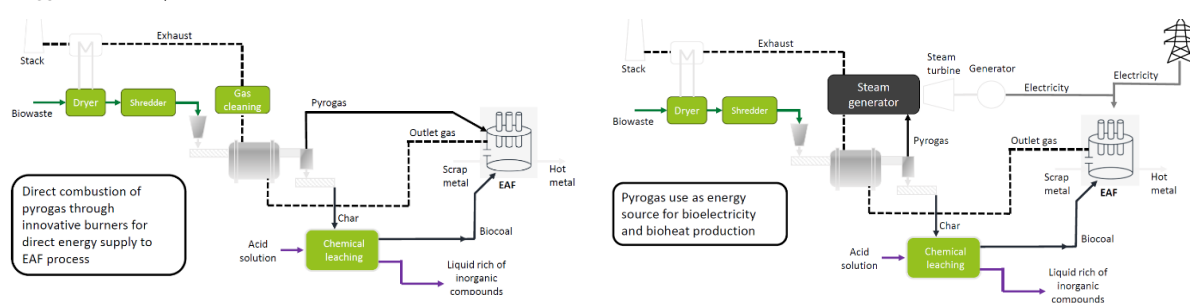 Exhaust
Stack
Gas
cleaning
Dryer
Shredder
Biowaste
Pyrogas
Outlet gas
Scrap
metal
EAF
Hot
metal
Direct combustion of
pyrogas through
innovative burners for
direct energy supply to
EAF process
Char
Acid
solution
Chemical
leaching
Biocoal
Liquid rich of
inorganic
compounds
Exhaust
Stack
Steam
generator
Steam
turbine
Generator
Electricity
Electricity
Dryer
Shredder
Biowaste
Pyrogas
Outlet gas
Scrap
metal
EAF
Hot
metal
Pyrogas use as energy
source for bioelectricity
and bioheat production
Char
Acid
solution
Chemical
leaching
Biocoal
Liquid rich of
inorganic
compounds